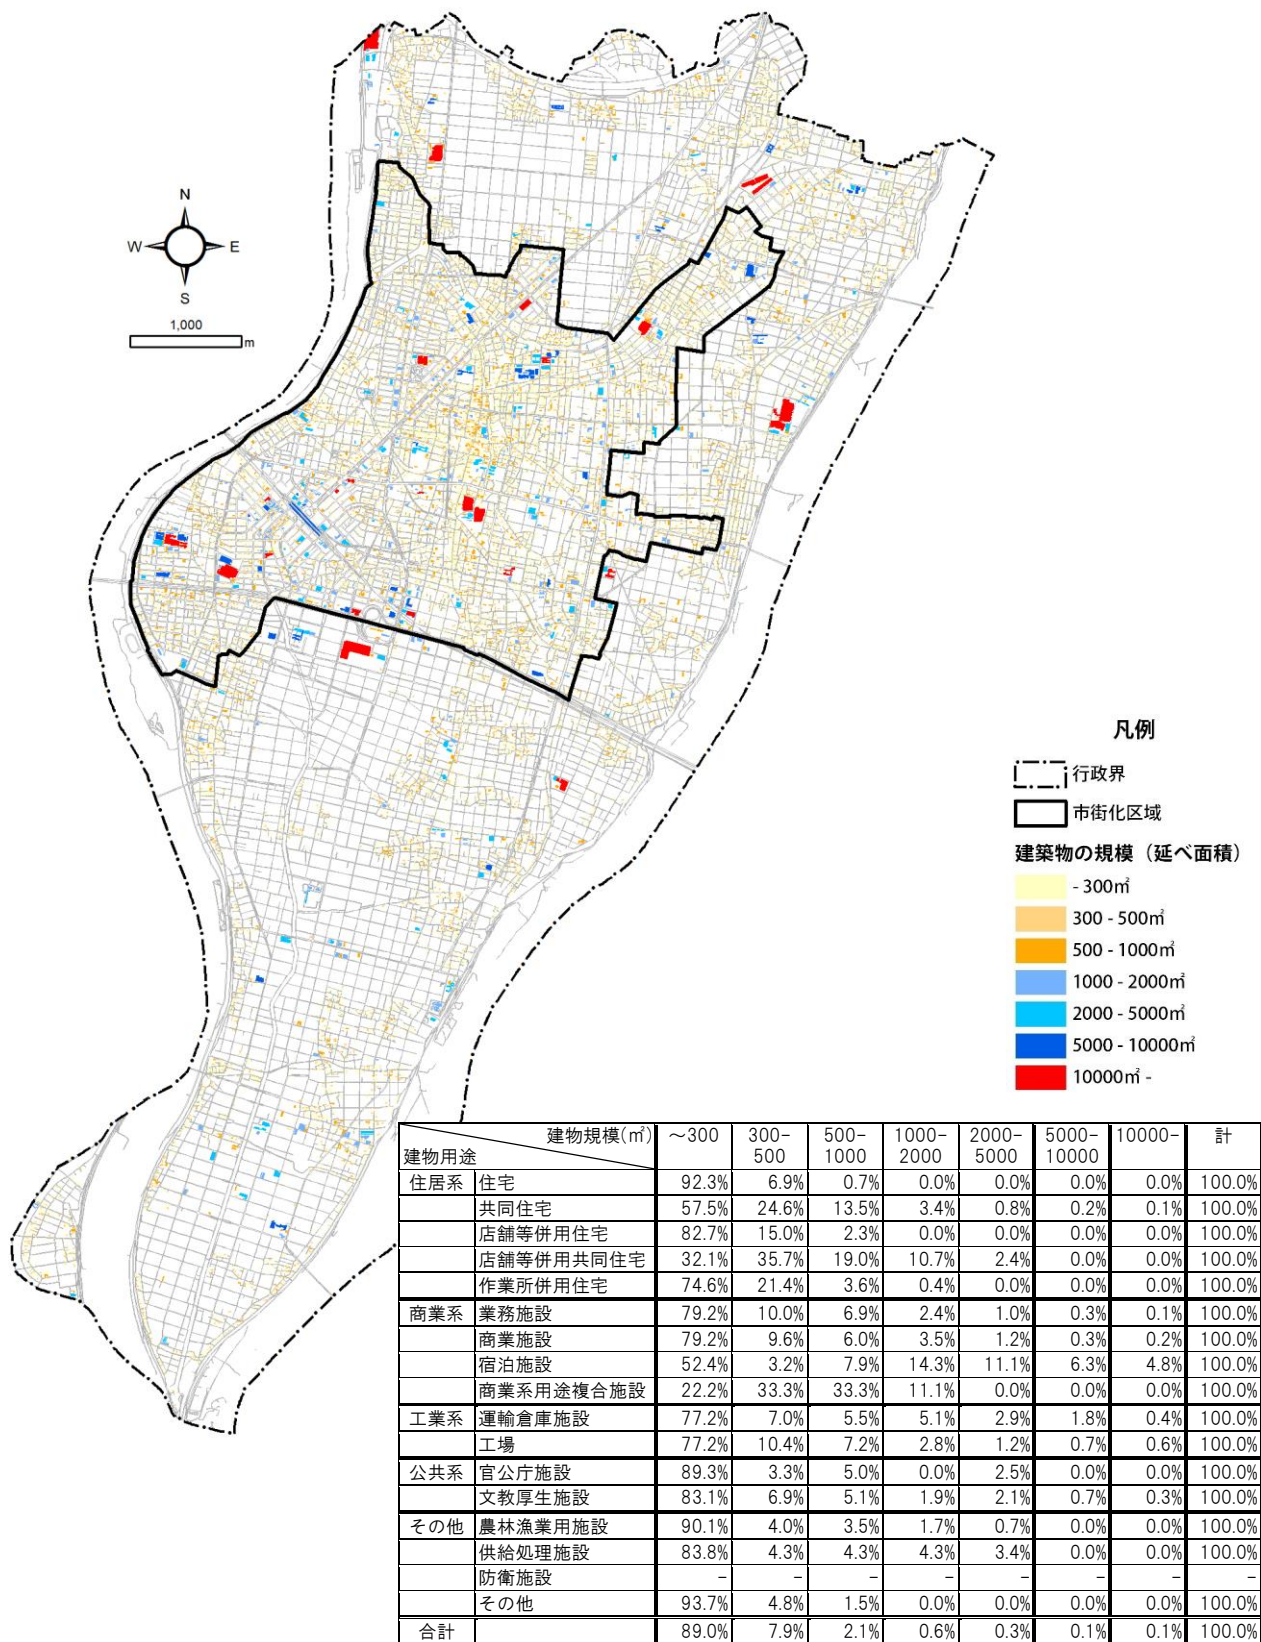 N
W E
S
1,000
m
凡例
行政界
市街化区域
建築物の規模（延べ面積）
- 300㎡
300 - 500㎡
500 - 1000㎡
1000 - 2000㎡
2000 - 5000㎡
5000 - 10000㎡
10000㎡ -
建物規模(㎡) ～300 300-500 500-1000 1000-2000 2000-5000 5000-10000 10000- 計
建物用途
住居系 住宅 92.3% 6.9% 0.7% 0.0% 0.0% 0.0% 0.0% 100.0%
共同住宅 57.5% 24.6% 13.5% 3.4% 0.8% 0.2% 0.1% 100.0%
店舗等併用住宅 82.7% 15.0% 2.3% 0.0% 0.0% 0.0% 0.0% 100.0%
店舗等併用共同住宅 32.1% 35.7% 19.0% 10.7% 2.4% 0.0% 0.0% 100.0%
作業所併用住宅 74.6% 21.4% 3.6% 0.4% 0.0% 0.0% 0.0% 100.0%
商業系 業務施設 79.2% 10.0% 6.9% 2.4% 1.0% 0.3% 0.1% 100.0%
商業施設 79.2% 9.6% 6.0% 3.5% 1.2% 0.3% 0.2% 100.0%
宿泊施設 52.4% 3.2% 7.9% 14.3% 11.1% 6.3% 4.8% 100.0%
商業系用途複合施設 22.2% 33.3% 33.3% 11.1% 0.0% 0.0% 0.0% 100.0%
工業系 運輸倉庫施設 77.2% 7.0% 5.5% 5.1% 2.9% 1.8% 0.4% 100.0%
工場 77.2% 10.4% 7.2% 2.8% 1.2% 0.7% 0.6% 100.0%
公共系 官公庁施設 89.3% 3.3% 5.0% 0.0% 2.5% 0.0% 0.0% 100.0%
文教厚生施設 83.1% 6.9% 5.1% 1.9% 2.1% 0.7% 0.3% 100.0%
その他 農林漁業用施設 90.1% 4.0% 3.5% 1.7% 0.7% 0.0% 0.0% 100.0%
供給処理施設 83.8% 4.3% 4.3% 4.3% 3.4% 0.0% 0.0% 100.0%
防衛施設 - - - - - - - -
その他 93.7% 4.8% 1.5% 0.0% 0.0% 0.0% 0.0% 100.0%
合計 89.0% 7.9% 2.1% 0.6% 0.3% 0.1% 0.1% 100.0%